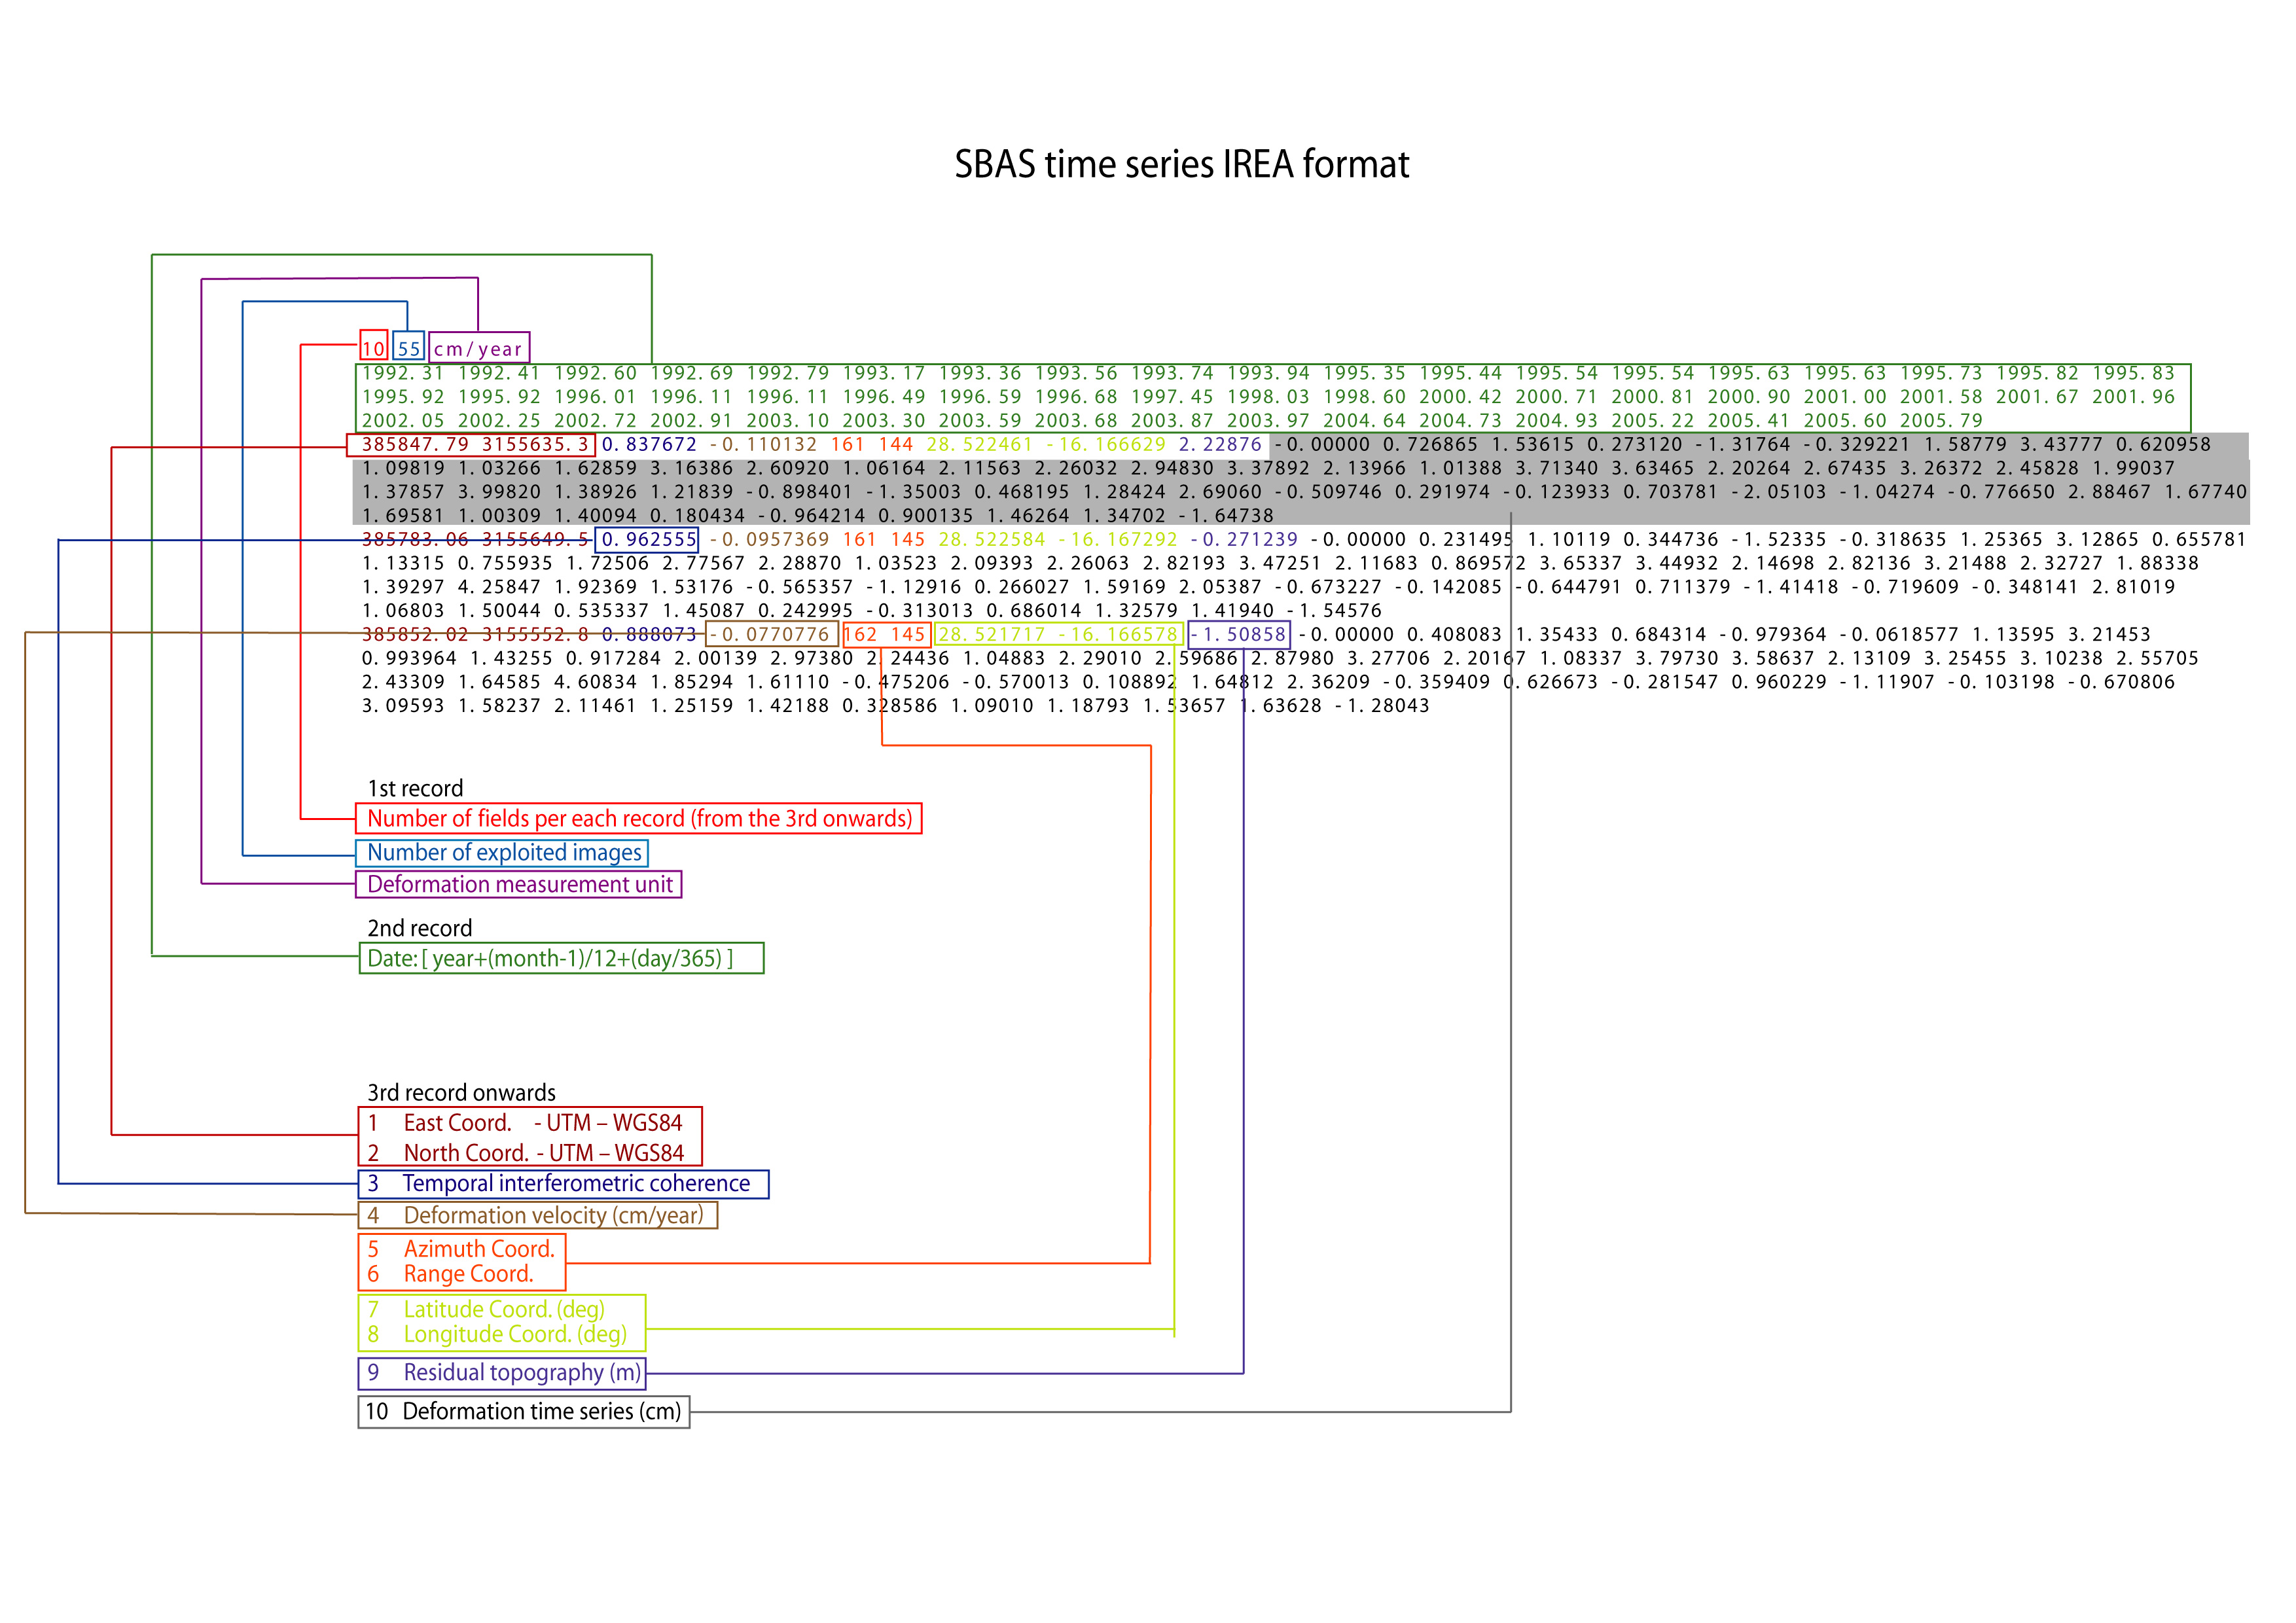 SBAS time series IREA format
10 55 cm/year
1992.31 1992.41 1992.60 1992.69 1992.79 1993.17 1993.36 1993.56 1993.74 1993.94 1995.35 1995.44 1995.54 1995.54 1995.63 1995.63 1995.73 1995.82 1995.83
1995.92 1995.92 1996.01 1996.11 1996.11 1996.49 1996.59 1996.68 1997.45 1998.03 1998.60 2000.42 2000.71 2000.81 2000.90 2001.00 2001.58 2001.67 2001.96
2002.05 2002.25 2002.72 2002.91 2003.10 2003.30 2003.59 2003.68 2003.87 2003.97 2004.64 2004.73 2004.93 2005.22 2005.41 2005.60 2005.79
385847.79 3155635.3 0.837672 -0.110132 161 144 28.522461 -16.166629 2.22876 -0.00000 0.726865 1.53615 0.273120 -1.31764 -0.329221 1.58779 3.43777 0.620958
1.09819 1.03266 1.62859 3.16386 2.60920 1.06164 2.11563 2.26032 2.94830 3.37892 2.13966 1.01388 3.71340 3.63465 2.20264 2.67435 3.26372 2.45828 1.99037
1.37857 3.99820 1.38926 1.21839 -0.898401 -1.35003 0.468195 1.28424 2.69060 -0.509746 0.291974 -0.123933 0.703781 -2.05103 -1.04274 -0.776650 2.88467 1.67740
1.69581 1.00309 1.40094 0.180434 -0.964214 0.900135 1.46264 1.34702 -1.64738
385783.06 3155649.5 0.962555 -0.0957369 161 145 28.522584 -16.167292 -0.271239 -0.00000 0.231495 1.10119 0.344736 -1.52335 -0.318635 1.25365 3.12865 0.655781
1.13315 0.755935 1.72506 2.77567 2.28870 1.03523 2.09393 2.26063 2.82193 3.47251 2.11683 0.869572 3.65337 3.44932 2.14698 2.82136 3.21488 2.32727 1.88338
1.39297 4.25847 1.92369 1.53176 -0.565357 -1.12916 0.266027 1.59169 2.05387 -0.673227 -0.142085 -0.644791 0.711379 -1.41418 -0.719609 -0.348141 2.81019
1.06803 1.50044 0.535337 1.45087 0.242995 -0.313013 0.686014 1.32579 1.41940 -1.54576
385852.02 3155552.8 0.888073 -0.0770776 162 145 28.521717 -16.166578 -1.50858 -0.00000 0.408083 1.35433 0.684314 -0.979364 -0.0618577 1.13595 3.21453
0.993964 1.43255 0.917284 2.00139 2.97380 2.24436 1.04883 2.29010 2.59686 2.87980 3.27706 2.20167 1.08337 3.79730 3.58637 2.13109 3.25455 3.10238 2.55705
2.43309 1.64585 4.60834 1.85294 1.61110 -0.475206 -0.570013 0.108892 1.64812 2.36209 -0.359409 0.626673 -0.281547 0.960229 -1.11907 -0.103198 -0.670806
3.09593 1.58237 2.11461 1.25159 1.42188 0.328586 1.09010 1.18793 1.53657 1.63628 -1.28043
1st record
Number of fields per each record (from the 3rd onwards)
Number of exploited images
Deformation measurement unit
2nd record
Date: [ year+(month-1)/12+(day/365) ]
3rd record onwards
1 East Coord. - UTM – WGS84
2 North Coord. - UTM – WGS84
3 Temporal interferometric coherence
4 Deformation velocity (cm/year)
5 Azimuth Coord.
6 Range Coord.
7 Latitude Coord. (deg)
8 Longitude Coord. (deg)
9 Residual topography (m)
10 Deformation time series (cm)